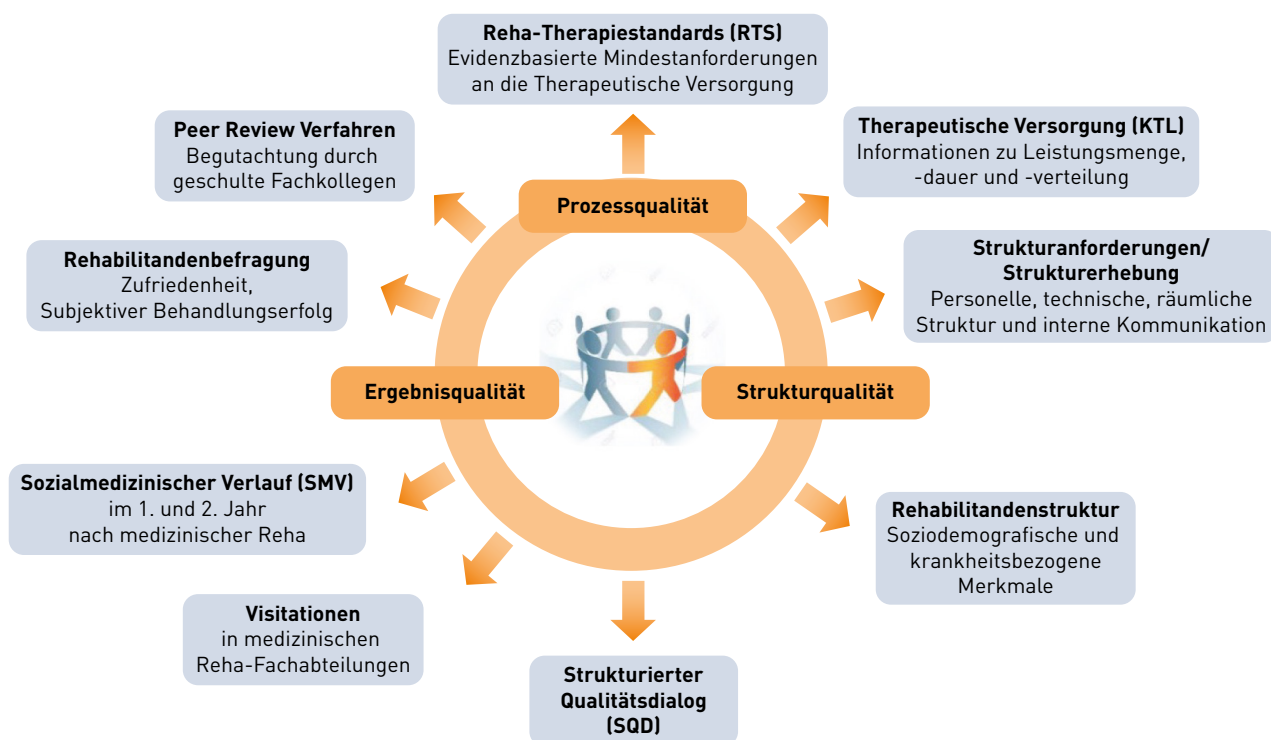 Reha-Therapiestandards (RTS)
Evidenzbasierte Mindestanforderungen
an die Therapeutische Versorgung
Peer Review Verfahren
Begutachtung durch
geschulte Fachkollegen
Therapeutische Versorgung (KTL)
Informationen zu Leistungsmenge,
-dauer und -verteilung
Prozessqualität
Rehabilitandenbefragung
Zufriedenheit,
Subjektiver Behandlungserfolg
Strukturanforderungen/
Strukturerhebung
Personelle, technische, räumliche
Struktur und interne Kommunikation
Ergebnisqualität
Strukturqualität
Sozialmedizinischer Verlauf (SMV)
im 1. und 2. Jahr
nach medizinischer Reha
Rehabilitandenstruktur
Soziodemografische und
krankheitsbezogene
Merkmale
Visitationen
in medizinischen
Reha-Fachabteilungen
Strukturierter
Qualitätsdialog
(SQD)